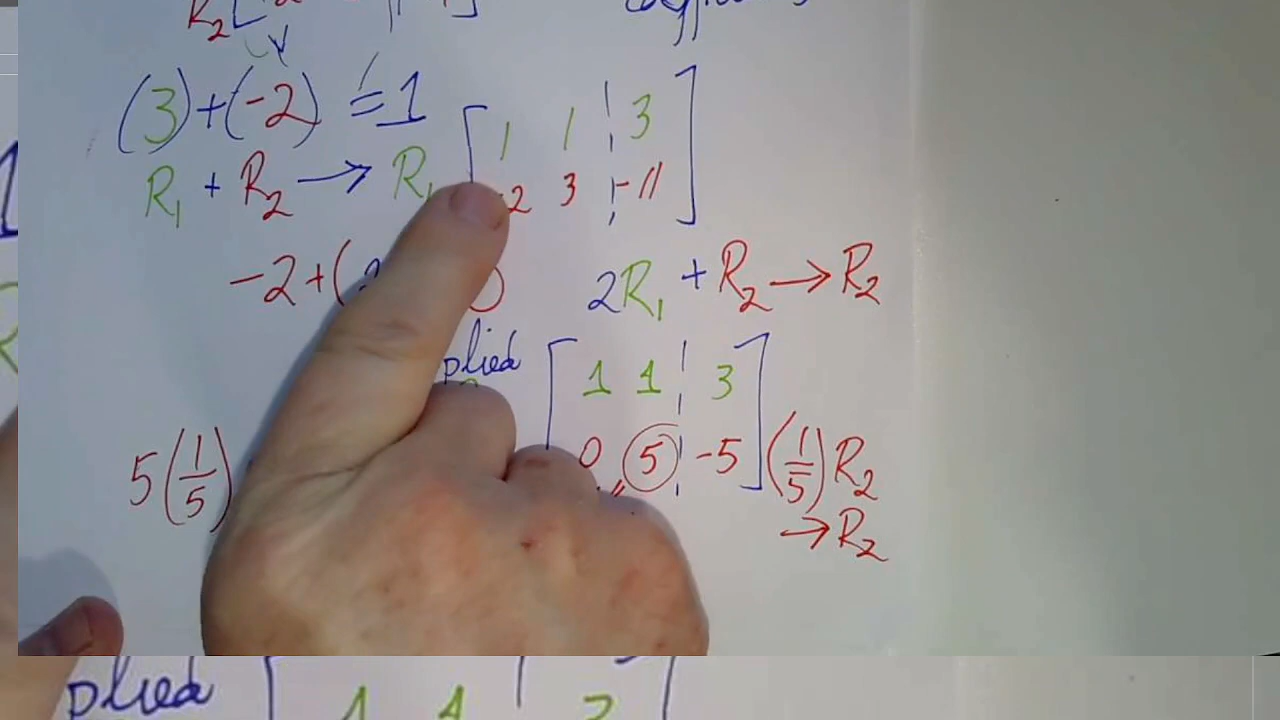 R₂
(3)+(-2) = 1
R₁ + R₂ → R₁
[ 1 1 | 3 ]
[ -2 3 | -11 ]
-2+(
2R₁ + R₂ → R₂
plied
[ 1 1 | 3 ]
[ 0 5 | -5 ] (1/5) R₂
→ R₂
5(1/5)
plied